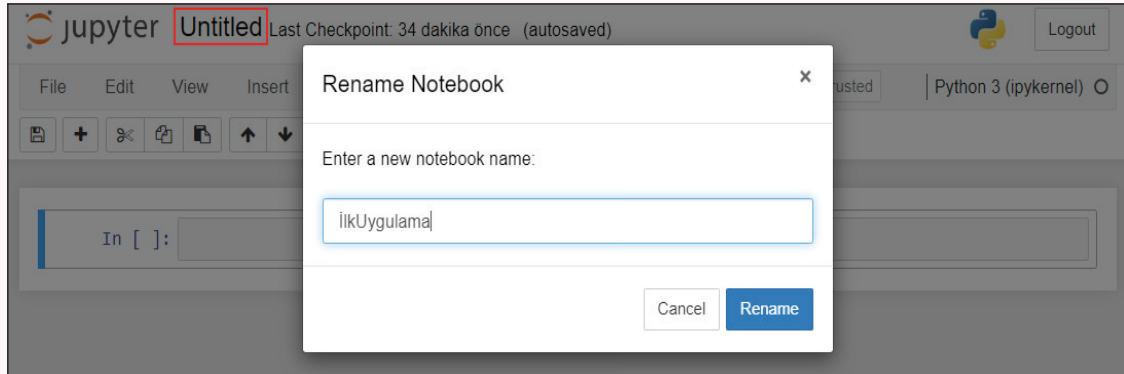 jupyter Untitled Last Checkpoint: 34 dakika önce (autosaved) Logout
File Edit View Insert rusted Python 3 (ipykernel)
Rename Notebook ×
Enter a new notebook name:
İlkUygulama
In [ ]:
Cancel Rename